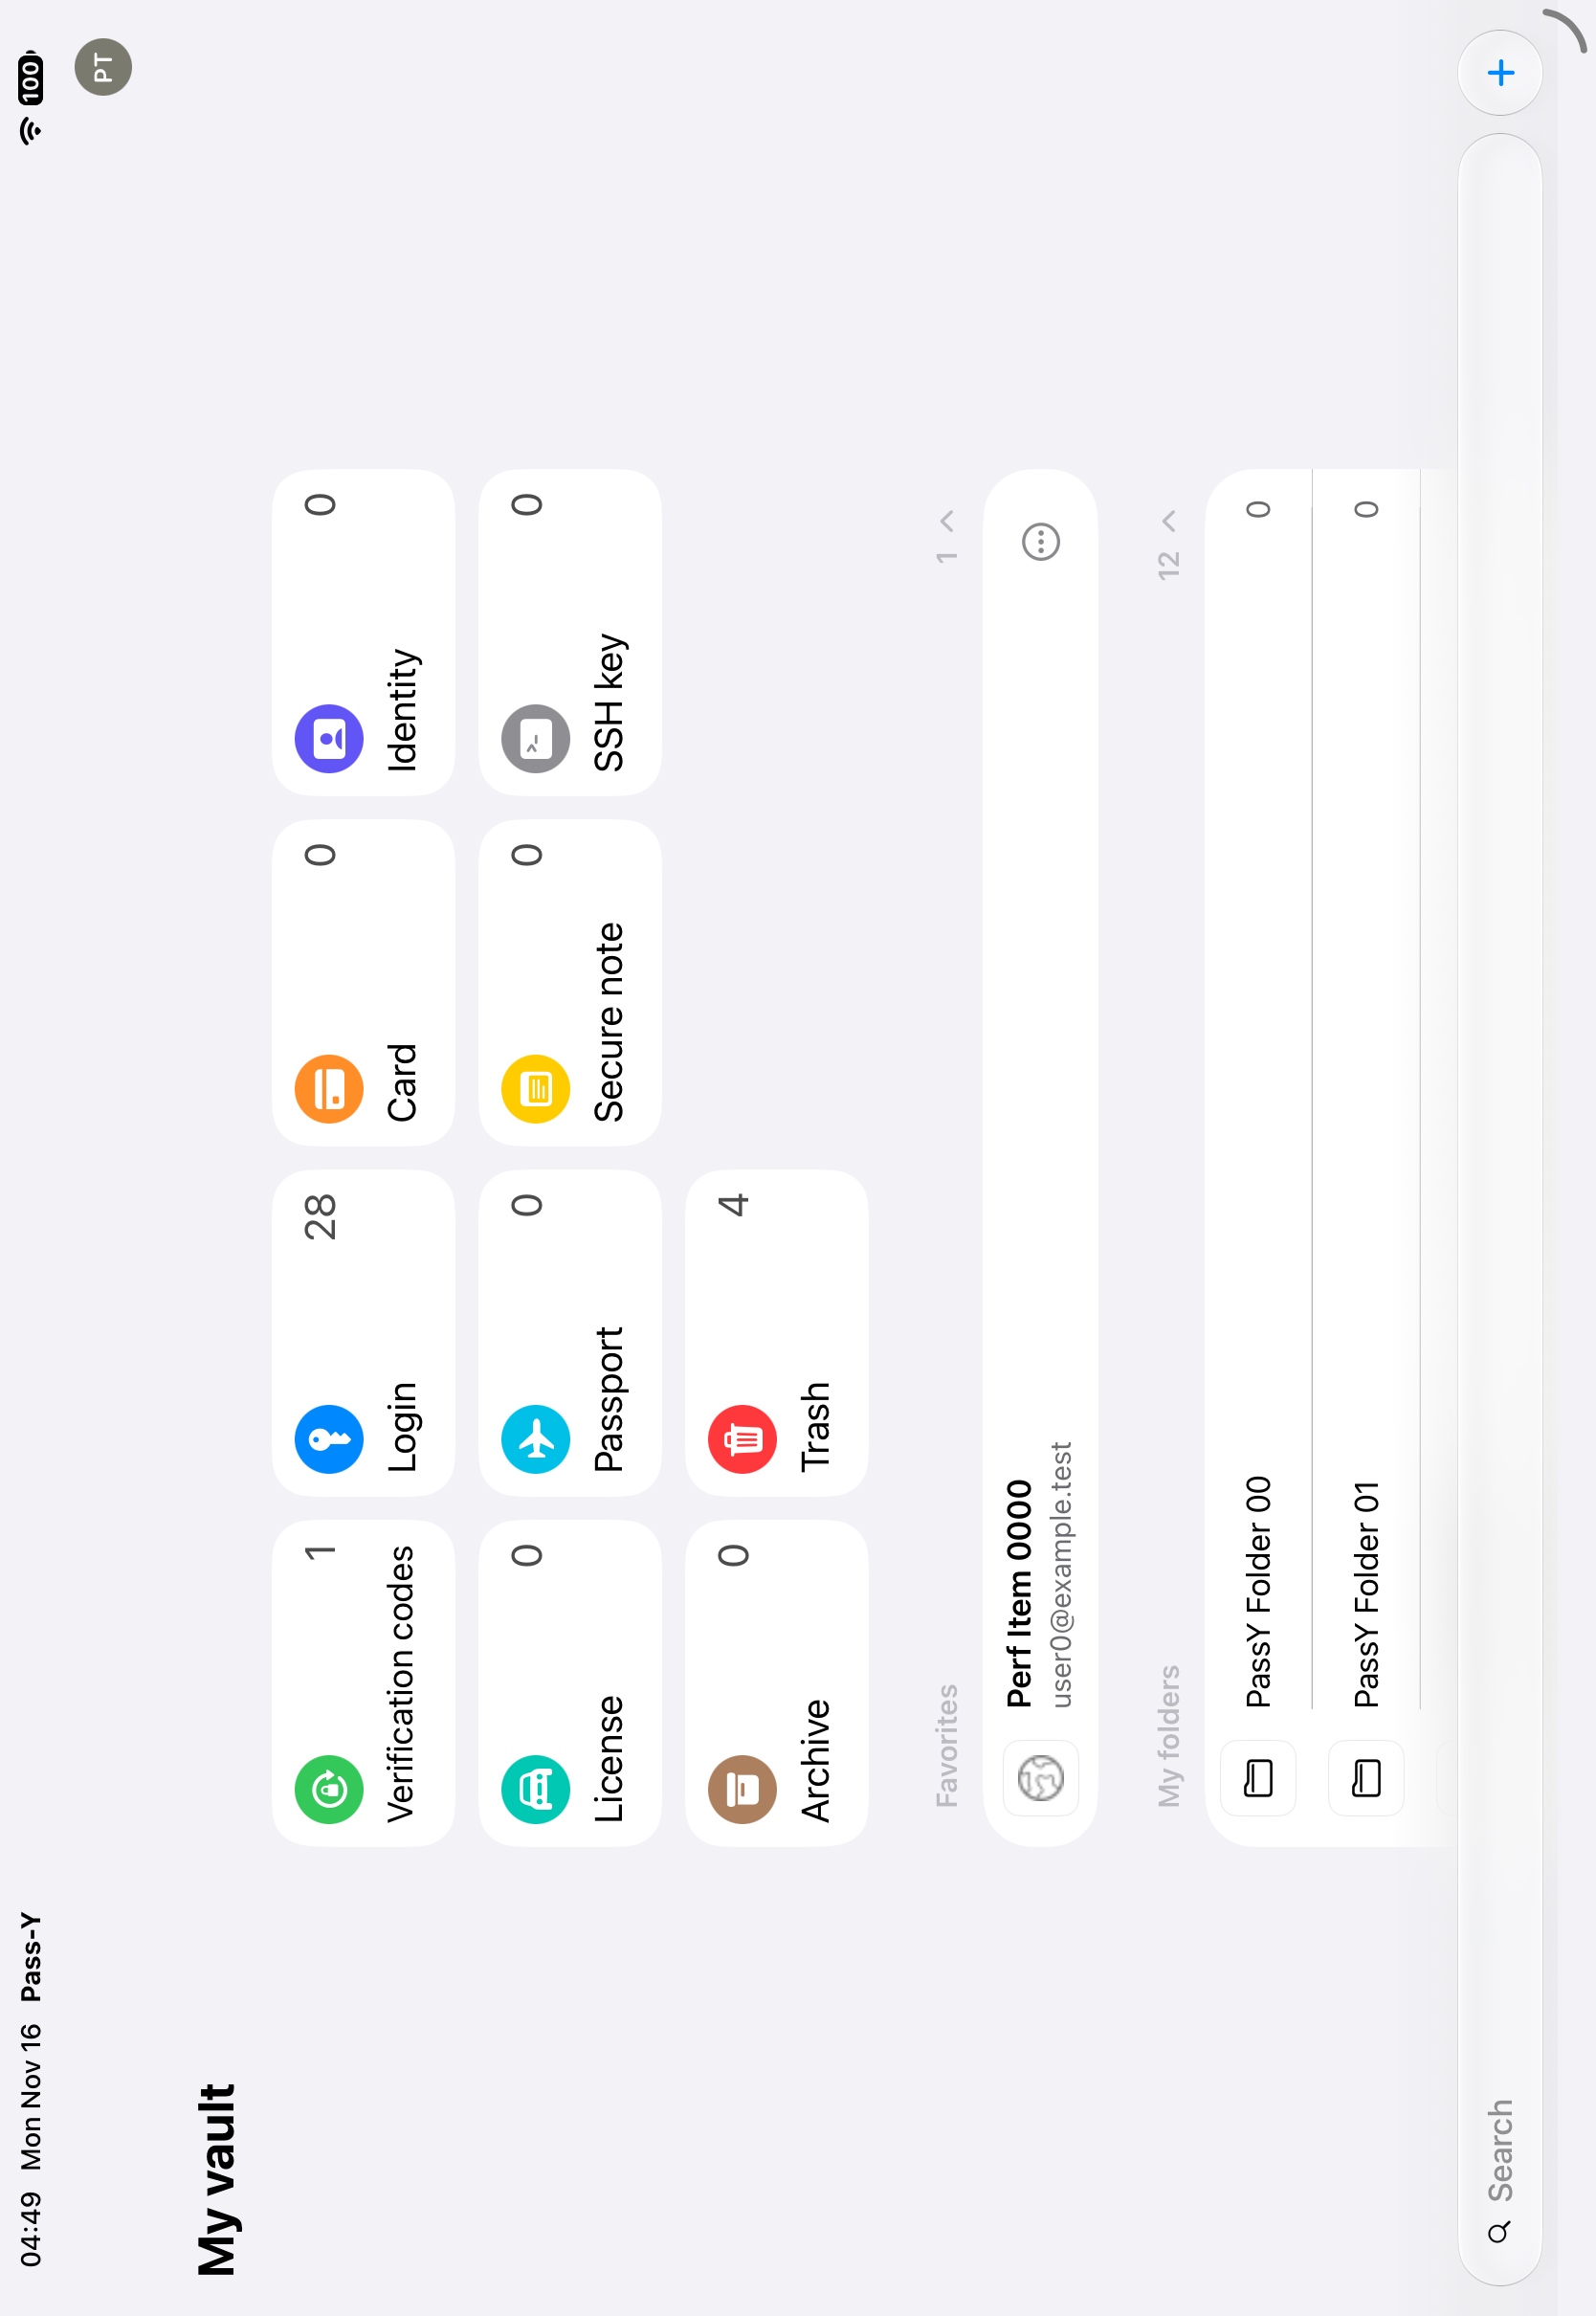 04:49 Mon Nov 16 Pass-Y
100
PT
My vault
1
Verification codes
28
Login
0
Card
0
Identity
0
License
0
Passport
0
Secure note
0
SSH key
0
Archive
4
Trash
Favorites 1
Perf Item 0000
user0@example.test
My folders 12
PassY Folder 00 0
PassY Folder 01 0
Search